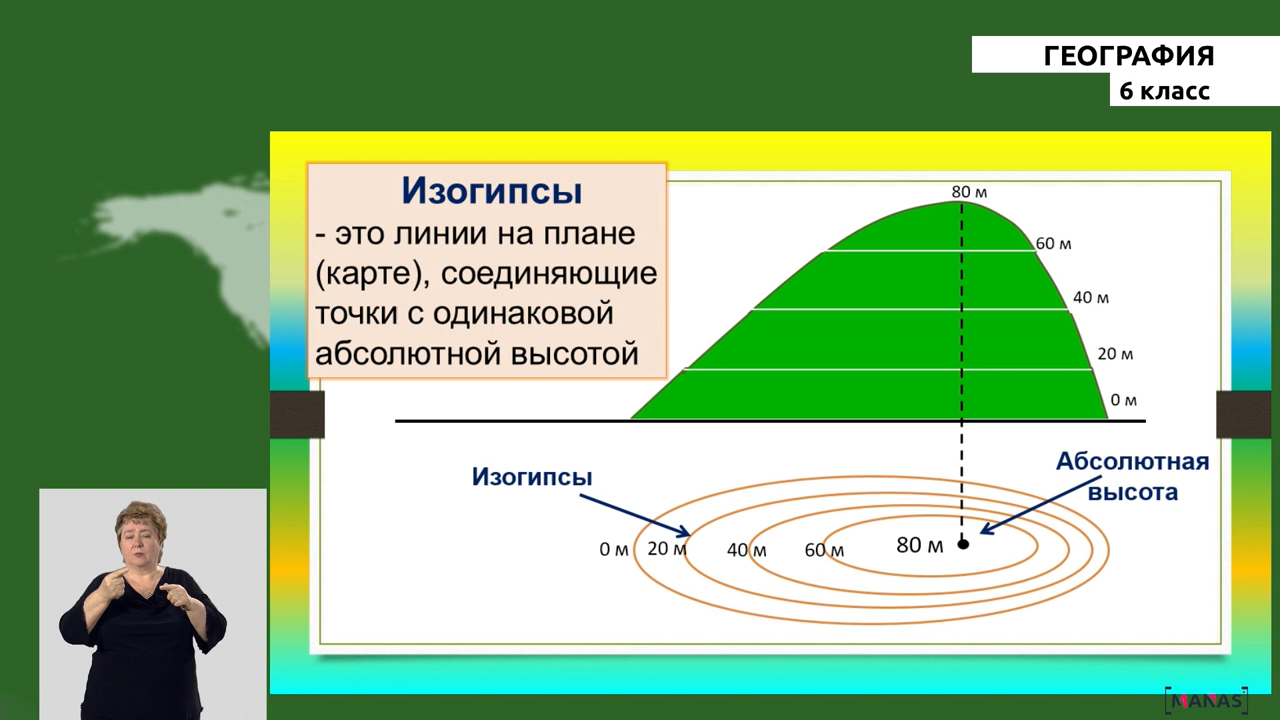 ГЕОГРАФИЯ
6 класс
Изогипсы
- это линии на плане
(карте), соединяющие
точки с одинаковой
абсолютной высотой
80 м
60 м
40 м
20 м
0 м
Изогипсы
Абсолютная
высота
0 м 20 м 40 м 60 м 80 м
[MANAS]